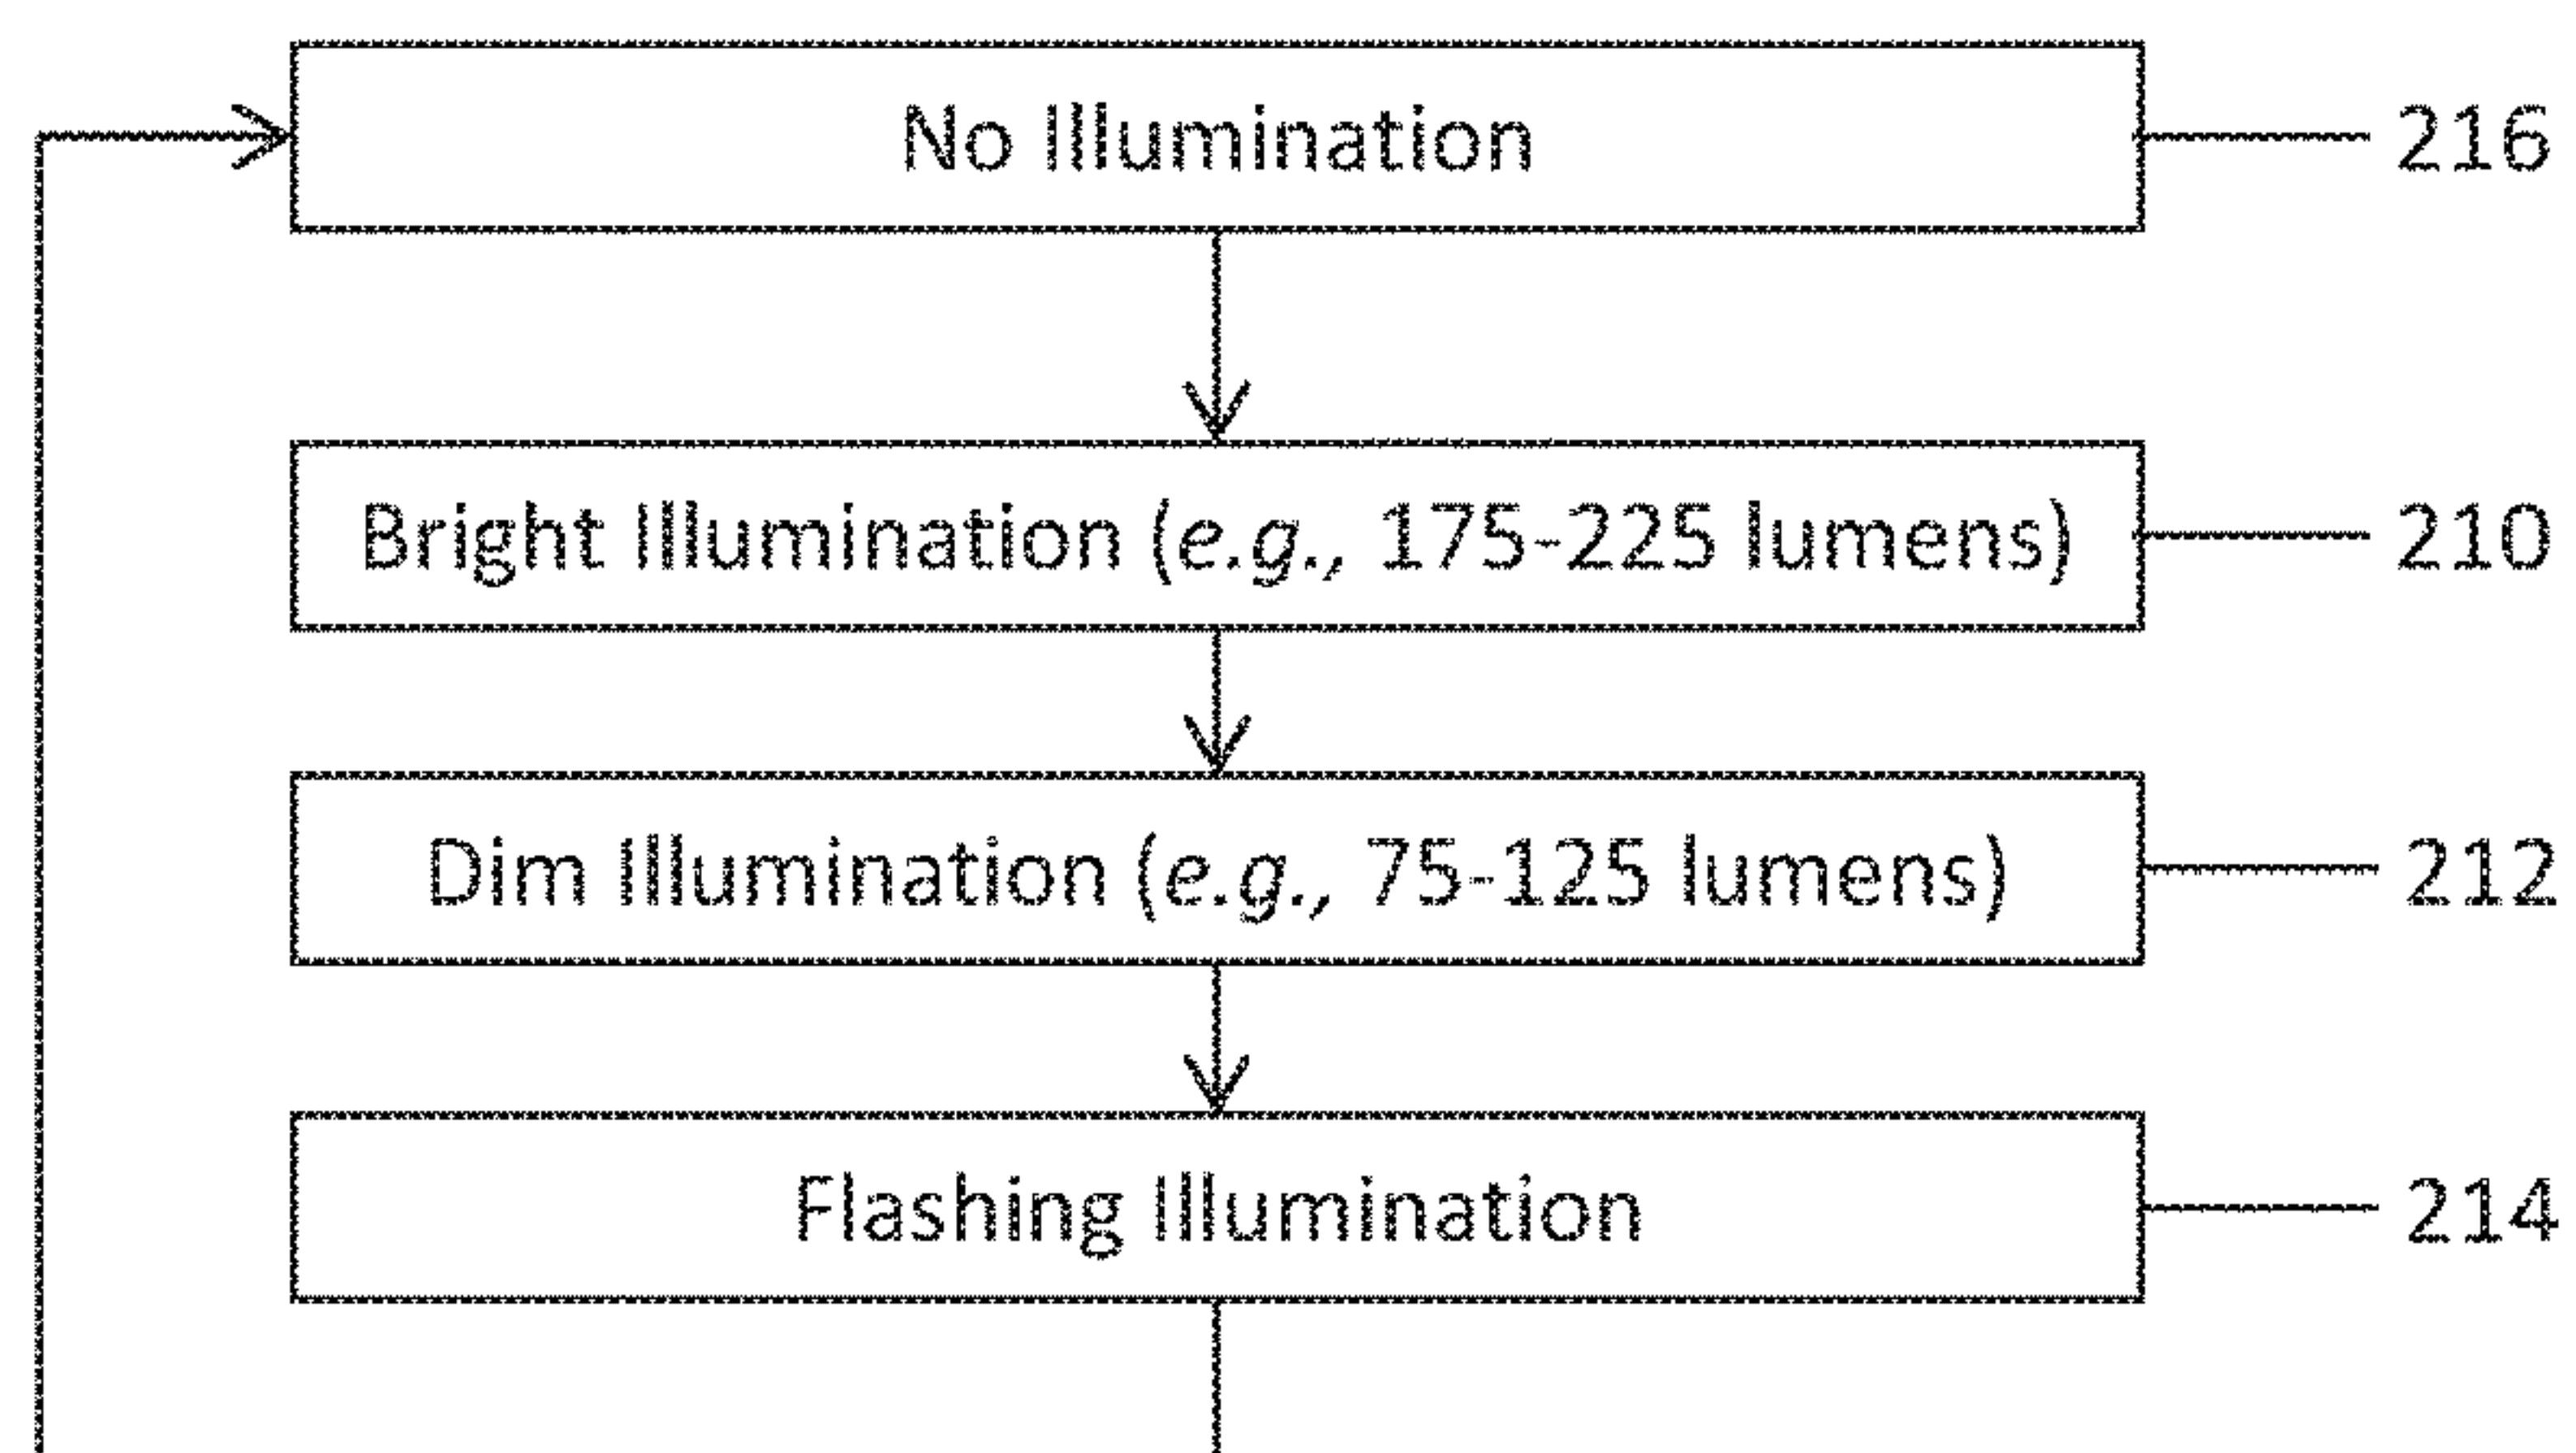 No Illumination
216
Bright Illumination (e.g., 175-225 lumens)
210
Dim Illumination (e.g., 75-125 lumens)
212
Flashing Illumination
214